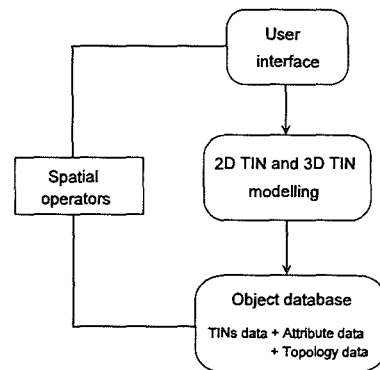 User
interface
2D TIN and 3D TIN
modelling
Spatial
operators
Object database
TINs data + Attribute data
+ Topology data